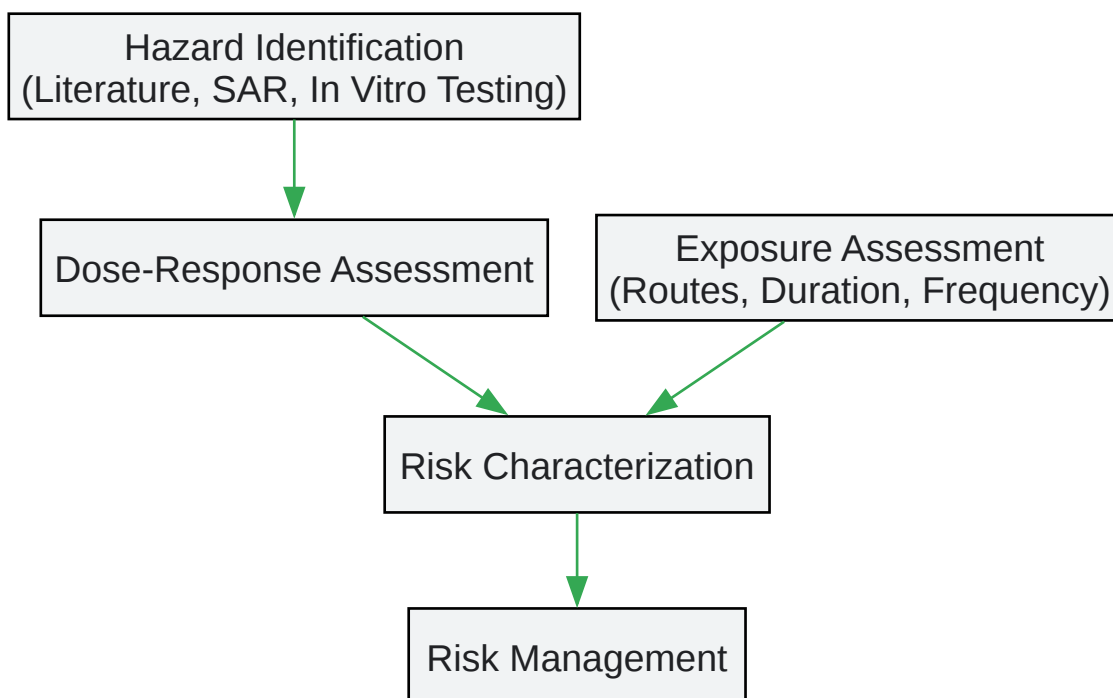 Hazard Identification
(Literature, SAR, In Vitro Testing)
Dose-Response Assessment
Exposure Assessment
(Routes, Duration, Frequency)
Risk Characterization
Risk Management